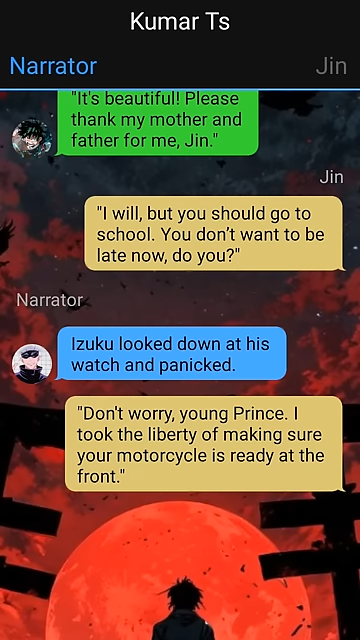 Kumar Ts
Narrator
Jin
"It's beautiful! Please
thank my mother and
father for me, Jin."
Jin
"I will, but you should go to
school. You don’t want to be
late now, do you?"
Narrator
Izuku looked down at his
watch and panicked.
"Don't worry, young Prince. I
took the liberty of making sure
your motorcycle is ready at the
front."